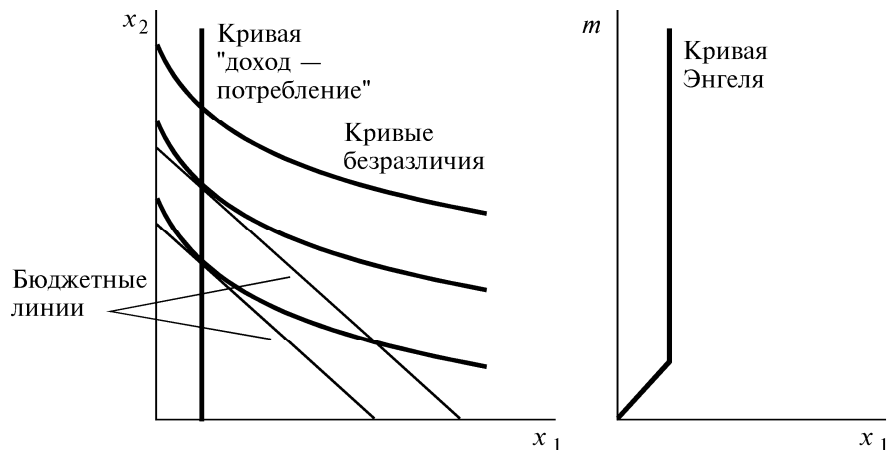 x₂
Кривая
"доход —
потребление"
Кривые
безразличия
Бюджетные
линии
x₁
m
Кривая
Энгеля
x₁